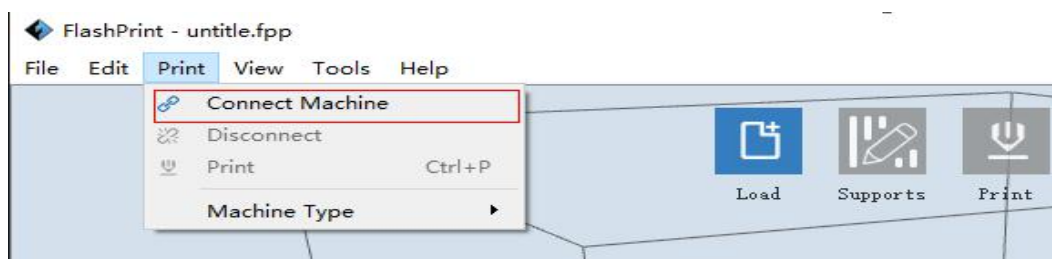 FlashPrint - untitle.fpp
File Edit Print View Tools Help
Connect Machine
Disconnect
Print Ctrl+P
Machine Type
Load Supports Print